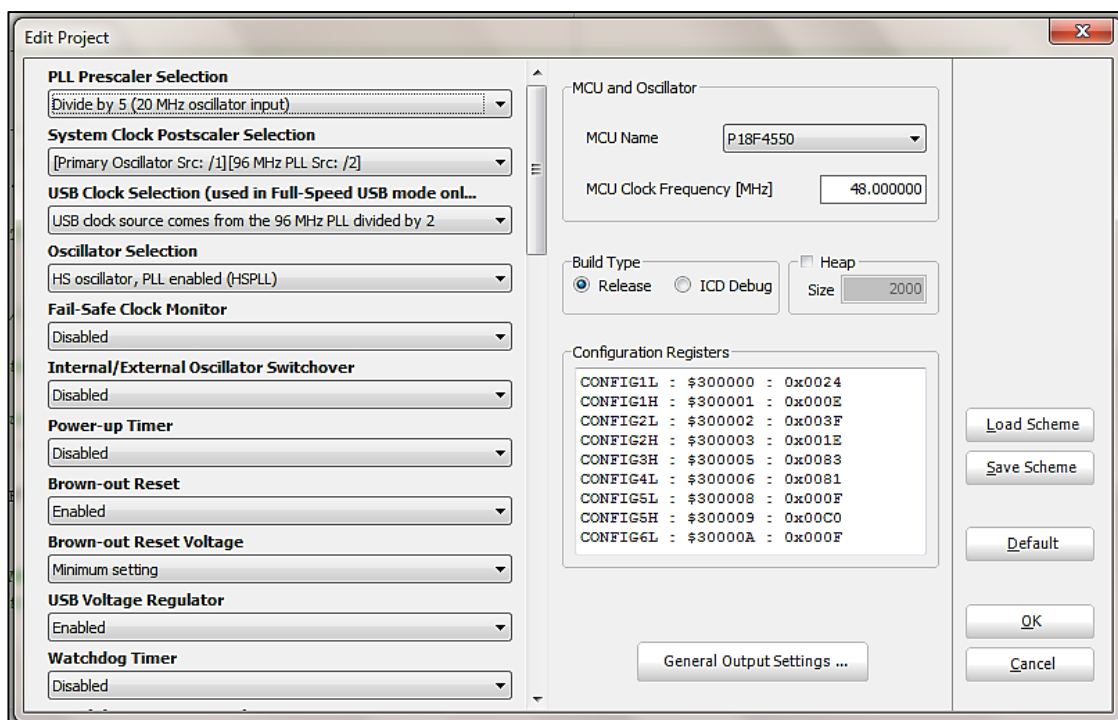 Edit Project
PLL Prescaler Selection
Divide by 5 (20 MHz oscillator input)
System Clock Postscaler Selection
[Primary Oscillator Src: /1][96 MHz PLL Src: /2]
USB Clock Selection (used in Full-Speed USB mode onl...
USB clock source comes from the 96 MHz PLL divided by 2
Oscillator Selection
HS oscillator, PLL enabled (HSPLL)
Fail-Safe Clock Monitor
Disabled
Internal/External Oscillator Switchover
Disabled
Power-up Timer
Disabled
Brown-out Reset
Enabled
Brown-out Reset Voltage
Minimum setting
USB Voltage Regulator
Enabled
Watchdog Timer
Disabled
MCU and Oscillator
MCU Name P18F4550
MCU Clock Frequency [MHz] 48.000000
Build Type
Release ICD Debug
Heap
Size 2000
Configuration Registers
CONFIG1L : $300000 : 0x0024
CONFIG1H : $300001 : 0x000E
CONFIG2L : $300002 : 0x003F
CONFIG2H : $300003 : 0x001E
CONFIG3H : $300005 : 0x0083
CONFIG4L : $300006 : 0x0081
CONFIG5L : $300008 : 0x000F
CONFIG5H : $300009 : 0x00C0
CONFIG6L : $30000A : 0x000F
General Output Settings ...
Load Scheme
Save Scheme
Default
OK
Cancel